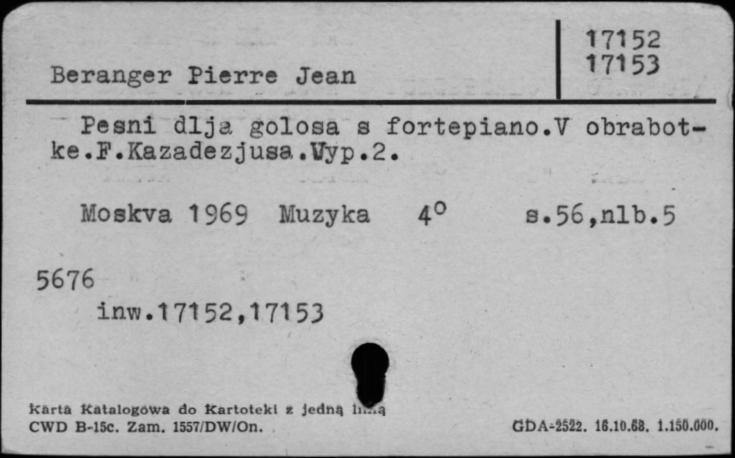 17152
Beranger Pierre Jean 17153
Pesni dlja golosa s fortepiano.V obrabot-
ke.F.Kazadezjusa.Vyp.2.
Moskva 1969 Muzyka 4º s.56,nlb.5
5676
inw.17152,17153
Karta Katalogowa do Kartoteki z jedną
CWD B-15c. Zam. 1557/DW/On. GDA-2522. 16.10.68. 1.150.000.